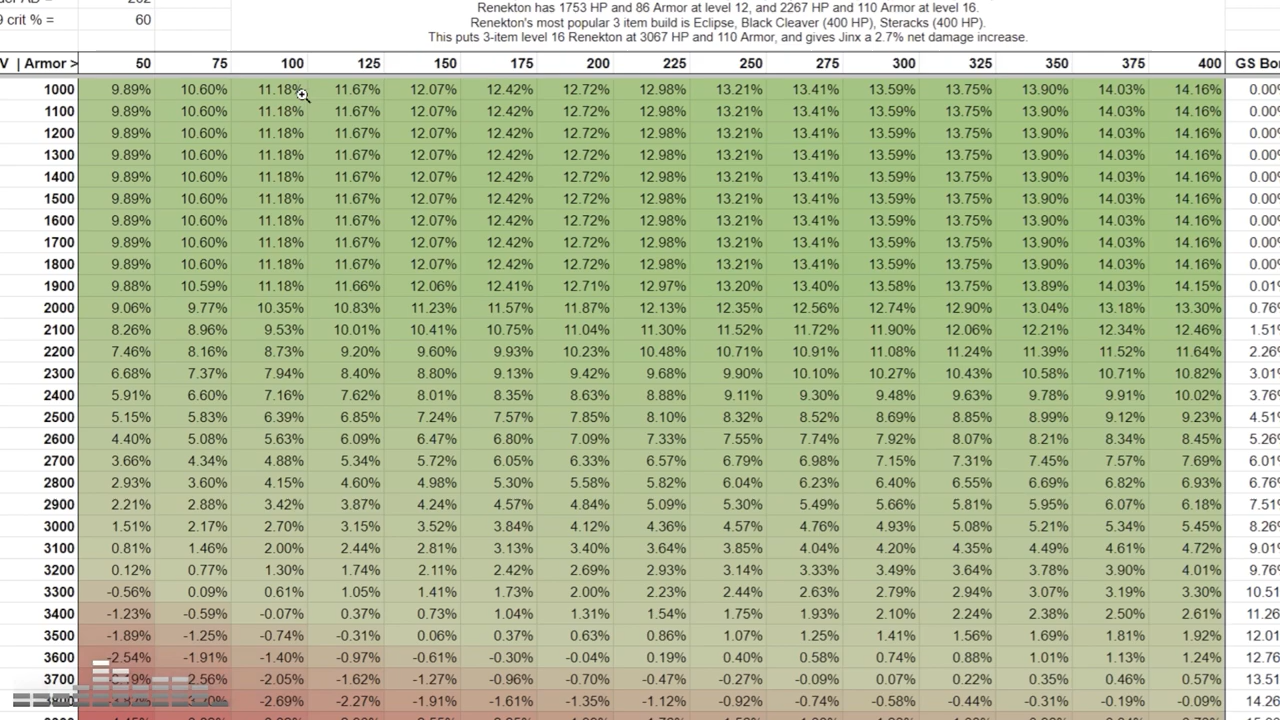 Renekton has 1753 HP and 86 Armor at level 12, and 2267 HP and 110 Armor at level 16.
9 crit % = 60 Renekton's most popular 3 item build is Eclipse, Black Cleaver (400 HP), Steracks (400 HP).
This puts 3-item level 16 Renekton at 3067 HP and 110 Armor, and gives Jinx a 2.7% net damage increase.
V | Armor > 50 75 100 125 150 175 200 225 250 275 300 325 350 375 400 GS Bo
1000 9.89% 10.60% 11.18% 11.67% 12.07% 12.42% 12.72% 12.98% 13.21% 13.41% 13.59% 13.75% 13.90% 14.03% 14.16% 0.00%
1100 9.89% 10.60% 11.18% 11.67% 12.07% 12.42% 12.72% 12.98% 13.21% 13.41% 13.59% 13.75% 13.90% 14.03% 14.16% 0.00%
1200 9.89% 10.60% 11.18% 11.67% 12.07% 12.42% 12.72% 12.98% 13.21% 13.41% 13.59% 13.75% 13.90% 14.03% 14.16% 0.00%
1300 9.89% 10.60% 11.18% 11.67% 12.07% 12.42% 12.72% 12.98% 13.21% 13.41% 13.59% 13.75% 13.90% 14.03% 14.16% 0.00%
1400 9.89% 10.60% 11.18% 11.67% 12.07% 12.42% 12.72% 12.98% 13.21% 13.41% 13.59% 13.75% 13.90% 14.03% 14.16% 0.00%
1500 9.89% 10.60% 11.18% 11.67% 12.07% 12.42% 12.72% 12.98% 13.21% 13.41% 13.59% 13.75% 13.90% 14.03% 14.16% 0.00%
1600 9.89% 10.60% 11.18% 11.67% 12.07% 12.42% 12.72% 12.98% 13.21% 13.41% 13.59% 13.75% 13.90% 14.03% 14.16% 0.00%
1700 9.89% 10.60% 11.18% 11.67% 12.07% 12.42% 12.72% 12.98% 13.21% 13.41% 13.59% 13.75% 13.90% 14.03% 14.16% 0.00%
1800 9.89% 10.60% 11.18% 11.67% 12.07% 12.42% 12.72% 12.98% 13.21% 13.41% 13.59% 13.75% 13.90% 14.03% 14.16% 0.00%
1900 9.88% 10.59% 11.18% 11.66% 12.06% 12.41% 12.71% 12.97% 13.20% 13.40% 13.58% 13.75% 13.89% 14.03% 14.15% 0.01%
2000 9.06% 9.77% 10.35% 10.83% 11.23% 11.57% 11.87% 12.13% 12.35% 12.56% 12.74% 12.90% 13.04% 13.18% 13.30% 0.76%
2100 8.26% 8.96% 9.53% 10.01% 10.41% 10.75% 11.04% 11.30% 11.52% 11.72% 11.90% 12.06% 12.21% 12.34% 12.46% 1.51%
2200 7.46% 8.16% 8.73% 9.20% 9.60% 9.93% 10.23% 10.48% 10.71% 10.91% 11.08% 11.24% 11.39% 11.52% 11.64% 2.26%
2300 6.68% 7.37% 7.94% 8.40% 8.80% 9.13% 9.42% 9.68% 9.90% 10.10% 10.27% 10.43% 10.58% 10.71% 10.82% 3.01%
2400 5.91% 6.60% 7.16% 7.62% 8.01% 8.35% 8.63% 8.88% 9.11% 9.30% 9.48% 9.63% 9.78% 9.91% 10.02% 3.76%
2500 5.15% 5.83% 6.39% 6.85% 7.24% 7.57% 7.85% 8.10% 8.32% 8.52% 8.69% 8.85% 8.99% 9.12% 9.23% 4.51%
2600 4.40% 5.08% 5.63% 6.09% 6.47% 6.80% 7.09% 7.33% 7.55% 7.74% 7.92% 8.07% 8.21% 8.34% 8.45% 5.26%
2700 3.66% 4.34% 4.88% 5.34% 5.72% 6.05% 6.33% 6.57% 6.79% 6.98% 7.15% 7.31% 7.45% 7.57% 7.69% 6.01%
2800 2.93% 3.60% 4.15% 4.60% 4.98% 5.30% 5.58% 5.82% 6.04% 6.23% 6.40% 6.55% 6.69% 6.82% 6.93% 6.76%
2900 2.21% 2.88% 3.42% 3.87% 4.24% 4.57% 4.84% 5.09% 5.30% 5.49% 5.66% 5.81% 5.95% 6.07% 6.18% 7.51%
3000 1.51% 2.17% 2.70% 3.15% 3.52% 3.84% 4.12% 4.36% 4.57% 4.76% 4.93% 5.08% 5.21% 5.34% 5.45% 8.26%
3100 0.81% 1.46% 2.00% 2.44% 2.81% 3.13% 3.40% 3.64% 3.85% 4.04% 4.20% 4.35% 4.49% 4.61% 4.72% 9.01%
3200 0.12% 0.77% 1.30% 1.74% 2.11% 2.42% 2.69% 2.93% 3.14% 3.33% 3.49% 3.64% 3.78% 3.90% 4.01% 9.76%
3300 -0.56% 0.09% 0.61% 1.05% 1.41% 1.73% 2.00% 2.23% 2.44% 2.63% 2.79% 2.94% 3.07% 3.19% 3.30% 10.51
3400 -1.23% -0.59% -0.07% 0.37% 0.73% 1.04% 1.31% 1.54% 1.75% 1.93% 2.10% 2.24% 2.38% 2.50% 2.61% 11.26
3500 -1.89% -1.25% -0.74% -0.31% 0.06% 0.37% 0.63% 0.86% 1.07% 1.25% 1.41% 1.56% 1.69% 1.81% 1.92% 12.01
3600 -2.54% -1.91% -1.40% -0.97% -0.61% -0.30% -0.04% 0.19% 0.40% 0.58% 0.74% 0.88% 1.01% 1.13% 1.24% 12.76
3700 2.56% -2.05% -1.62% -1.27% -0.96% -0.70% -0.47% -0.27% -0.09% 0.07% 0.22% 0.35% 0.46% 0.57% 13.51
-2.69% -2.27% -1.91% -1.61% -1.35% -1.12% -0.92% -0.74% -0.58% -0.44% -0.31% -0.19% -0.09% 14.26